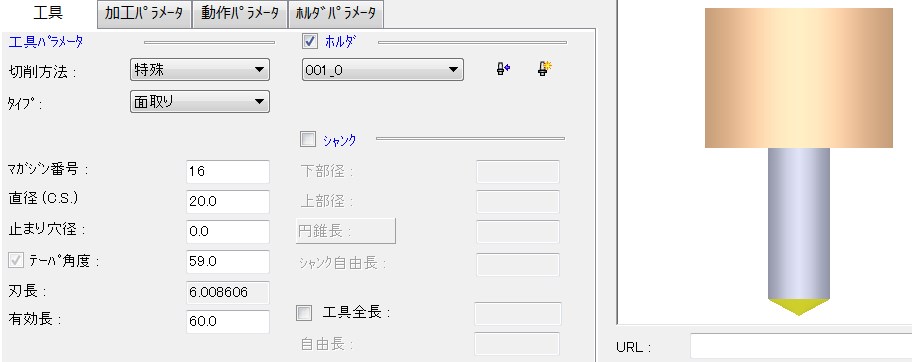 工具 加工ﾊﾟﾗﾒｰﾀ 動作ﾊﾟﾗﾒｰﾀ ﾎﾙﾀﾞﾊﾟﾗﾒｰﾀ
工具ﾊﾟﾗﾒｰﾀ ﾎﾙﾀﾞ
切削方法： 特殊 001_0
ﾀｲﾌﾟ： 面取り
ｼｬﾝｸ
ﾏｶﾞｼﾞﾝ番号： 16 下部径：
直径(C.S.) 20.0 上部径：
止まり穴径： 0.0 円錐長：
ﾃｰﾊﾟ角度： 59.0 ｼｬﾝｸ自由長：
刃長： 6.008606
工具全長：
有効長： 60.0
自由長：
URL：